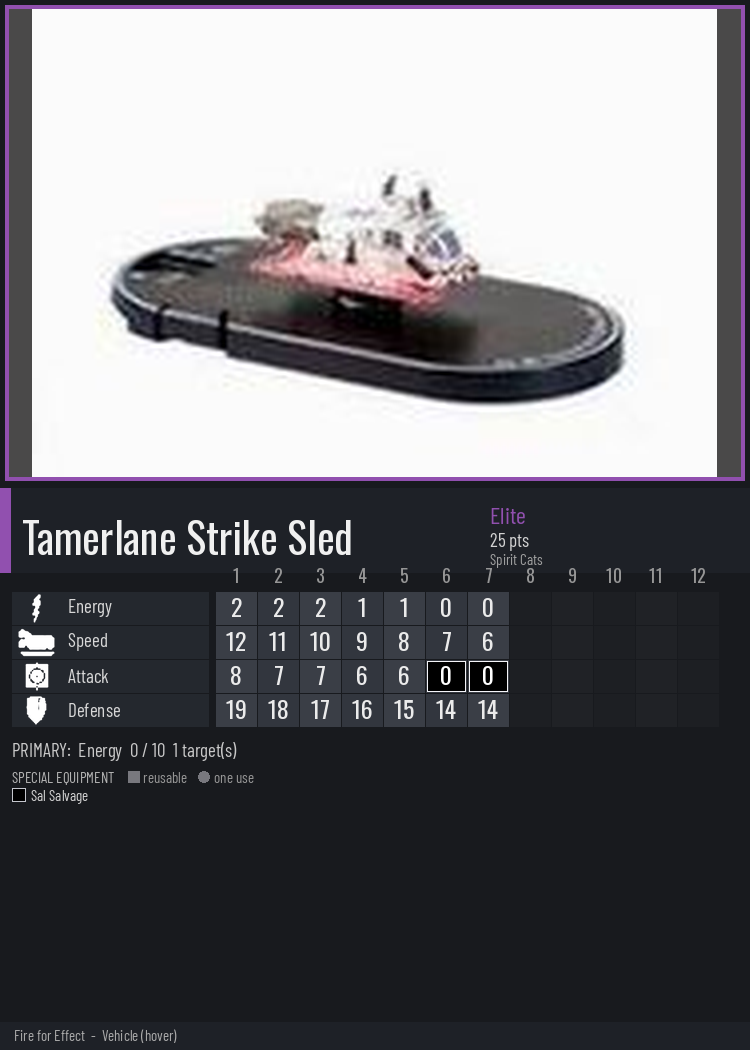 Tamerlane Strike Sled
Elite
25 pts
Spirit Cats
1 2 3 4 5 6 7 8 9 10 11 12
Energy 2 2 2 1 1 0 0
Speed 12 11 10 9 8 7 6
Attack 8 7 7 6 6 0 0
Defense 19 18 17 16 15 14 14
PRIMARY: Energy 0 / 10 1 target(s)
SPECIAL EQUIPMENT reusable one use
Sal Salvage
Fire for Effect - Vehicle (hover)